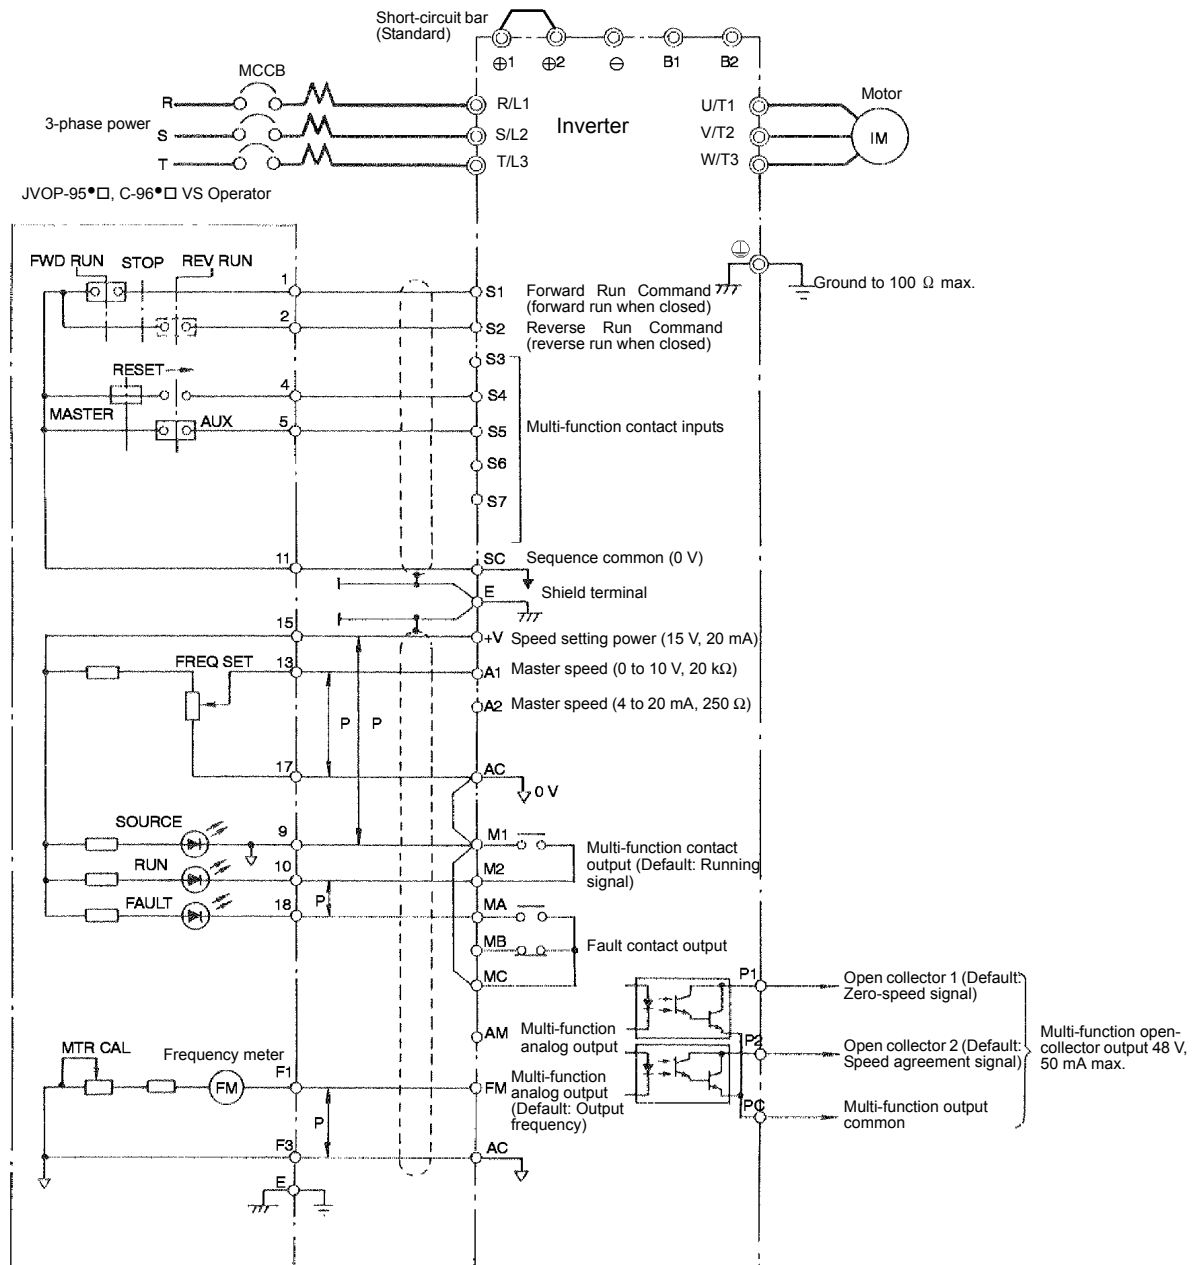 Short-circuit bar
(Standard)
⊕1
⊕2
⊖
B1
B2
MCCB
3-phase power
R
S
T
R/L1
S/L2
T/L3
Inverter
U/T1
V/T2
W/T3
Motor
IM
JVOP-95•□, C-96•□ VS Operator
FWD RUN
STOP
REV RUN
1
S1
Forward Run Command
(forward run when closed)
Ground to 100 Ω max.
2
S2
Reverse Run Command
(reverse run when closed)
S3
RESET
4
S4
MASTER
AUX
5
S5
Multi-function contact inputs
S6
S7
11
SC
Sequence common (0 V)
E
Shield terminal
15
+V
Speed setting power (15 V, 20 mA)
FREQ SET
13
A1
Master speed (0 to 10 V, 20 kΩ)
A2
Master speed (4 to 20 mA, 250 Ω)
P
P
17
AC
0 V
SOURCE
9
M1
Multi-function contact
output (Default: Running
signal)
RUN
10
M2
FAULT
18
P
MA
MB
Fault contact output
MC
P1
Open collector 1 (Default:
Zero-speed signal)
AM
Multi-function
analog output
P2
Open collector 2 (Default:
Speed agreement signal)
Multi-function open-
collector output 48 V,
50 mA max.
MTR CAL
Frequency meter
FM
F1
FM
Multi-function
analog output
(Default: Output
frequency)
PC
Multi-function output
common
P
F3
AC
E